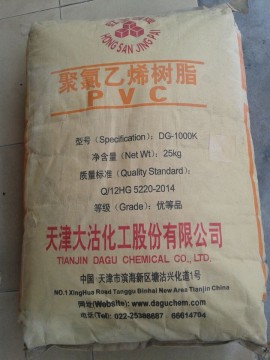 HONG SAN JING PAI
聚氯乙烯树脂
PVC
型号（Specification）：DG-1000K
净含量（Net Wt）：25kg
质量标准（Quality Standard）：
Q/12HG 5220-2014
等级（Grade）：优等品
天津大沽化工股份有限公司
TIANJIN DAGU CHEMICAL CO., LTD.
中国·天津市滨海新区塘沽兴化道1号
NO.1 XingHua Road Tanggu Binhai New Area Tianjin China
网址(Website): www.daguchem.com
电话(Tel): 022-25366687 66614704